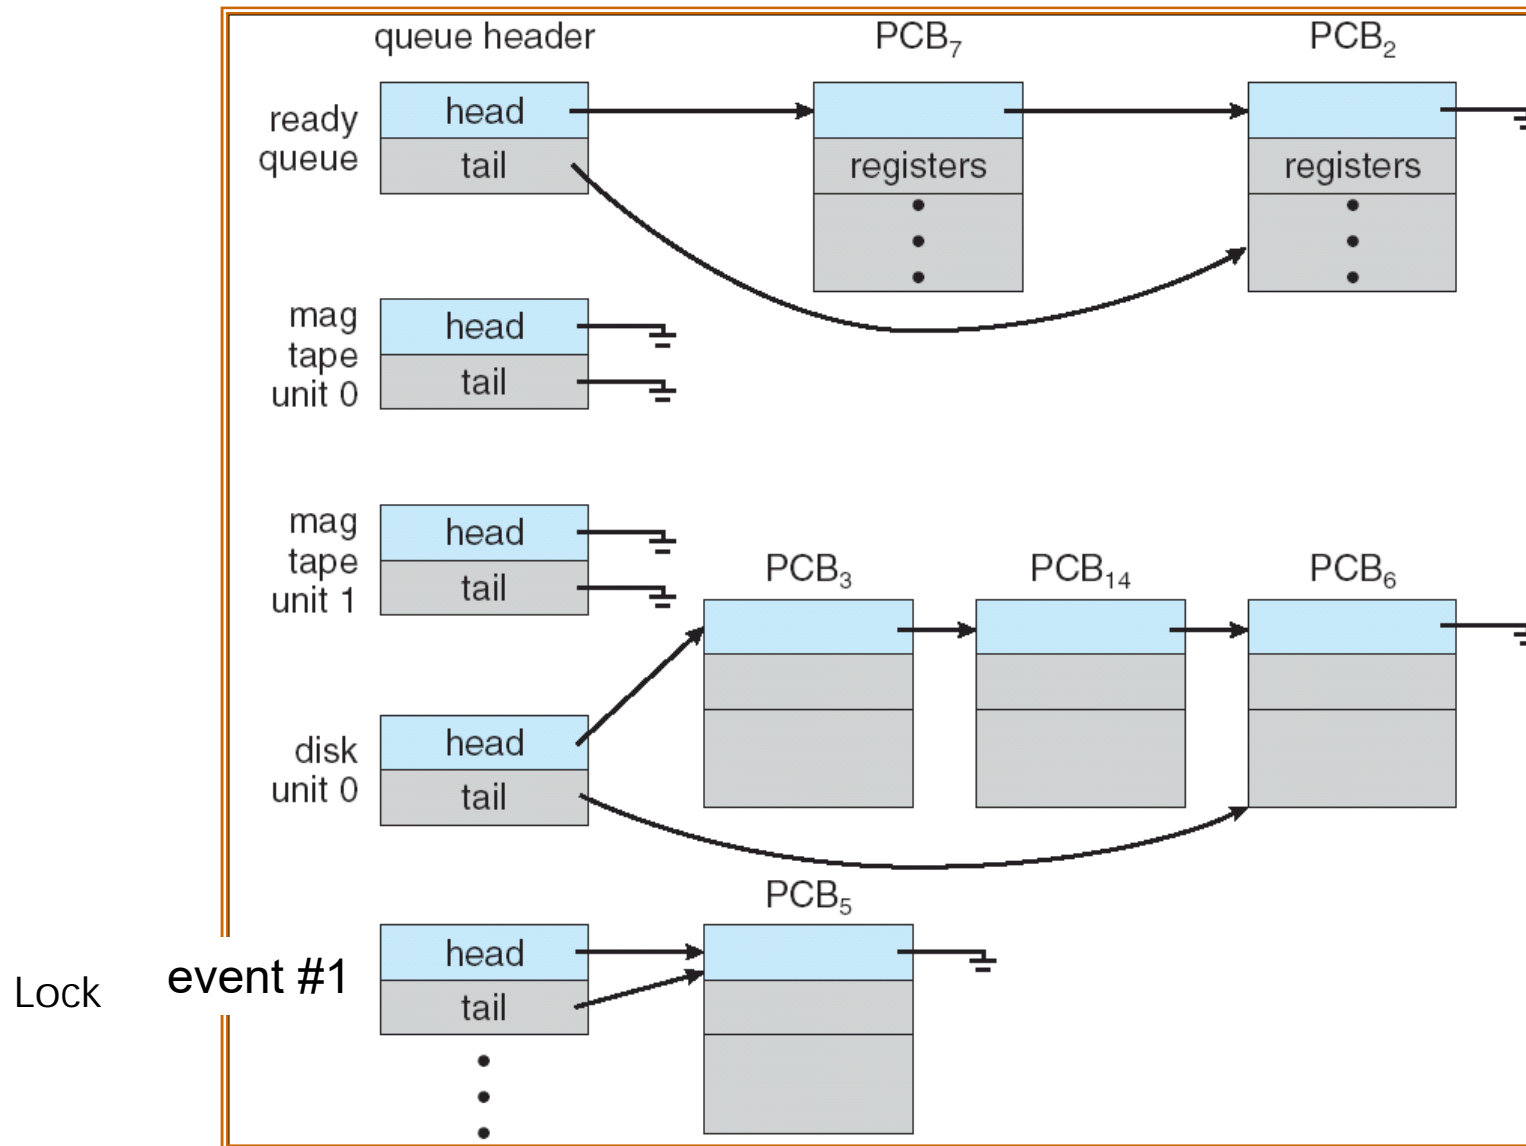 queue header PCB₇ PCB₂
ready
queue
head
tail
registers registers
mag
tape
unit 0
head
tail
mag
tape
unit 1
head
tail
PCB₃ PCB₁₄ PCB₆
disk
unit 0
head
tail
PCB₅
Lock event #1
head
tail